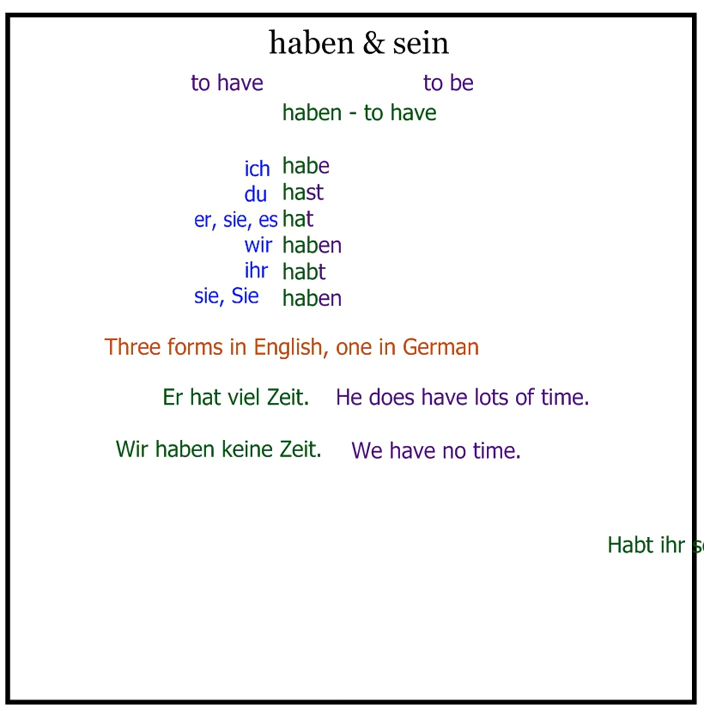 haben & sein
to have to be
haben - to have
ich habe
du hast
er, sie, es hat
wir haben
ihr habt
sie, Sie haben
Three forms in English, one in German
Er hat viel Zeit. He does have lots of time.
Wir haben keine Zeit. We have no time.
Habt ihr